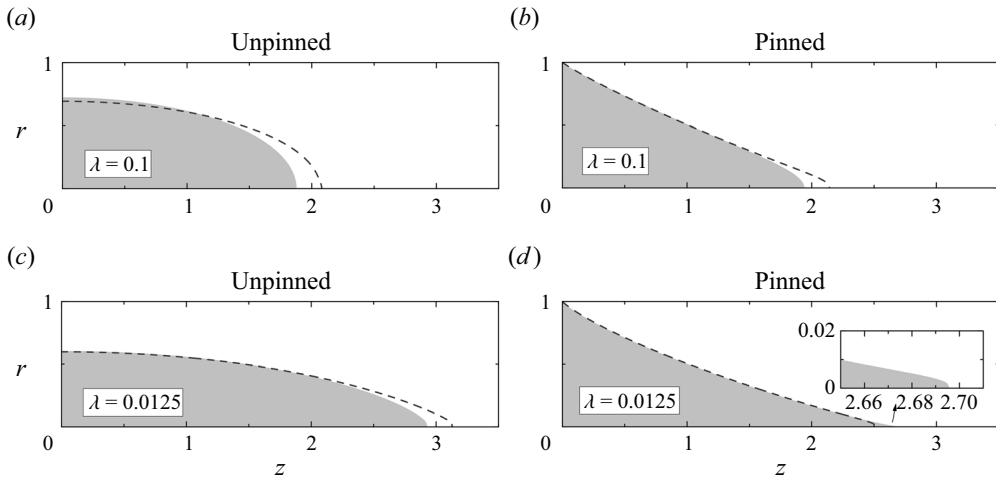 (a)
Unpinned
1
r
λ = 0.1
0
1
2
3
(b)
Pinned
1
λ = 0.1
0
1
2
3
(c)
Unpinned
1
r
λ = 0.0125
0
1
2
3
z
(d)
Pinned
1
0.02
0
2.66 2.68 2.70
λ = 0.0125
0
1
2
3
z